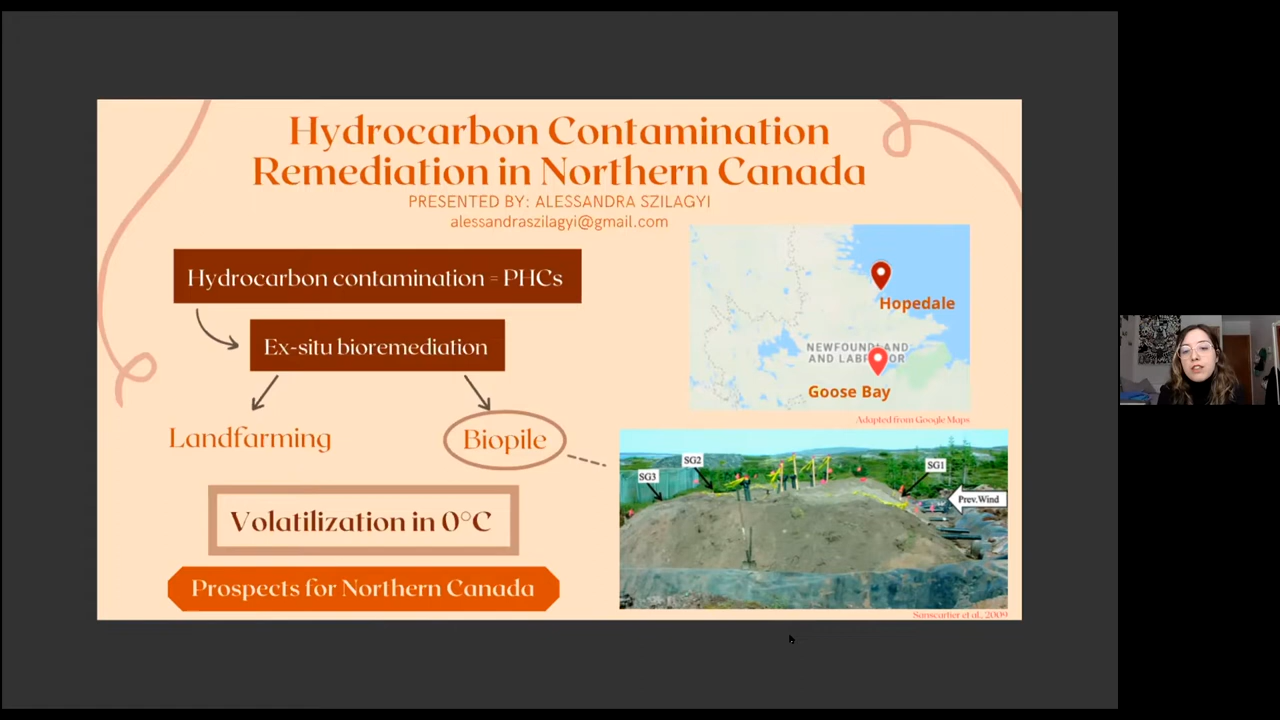 Hydrocarbon Contamination
Remediation in Northern Canada
PRESENTED BY: ALESSANDRA SZILAGYI
alessandraszilagyi@gmail.com
Hydrocarbon contamination = PHCs
Ex-situ bioremediation
Landfarming
Biopile
Volatilization in 0°C
Prospects for Northern Canada
Hopedale
NEWFOUNDLAND
AND LABRADOR
Goose Bay
Adapted from Google Maps
SG3
SG2
SG1
Prev. Wind
Sanscartier et al., 2009